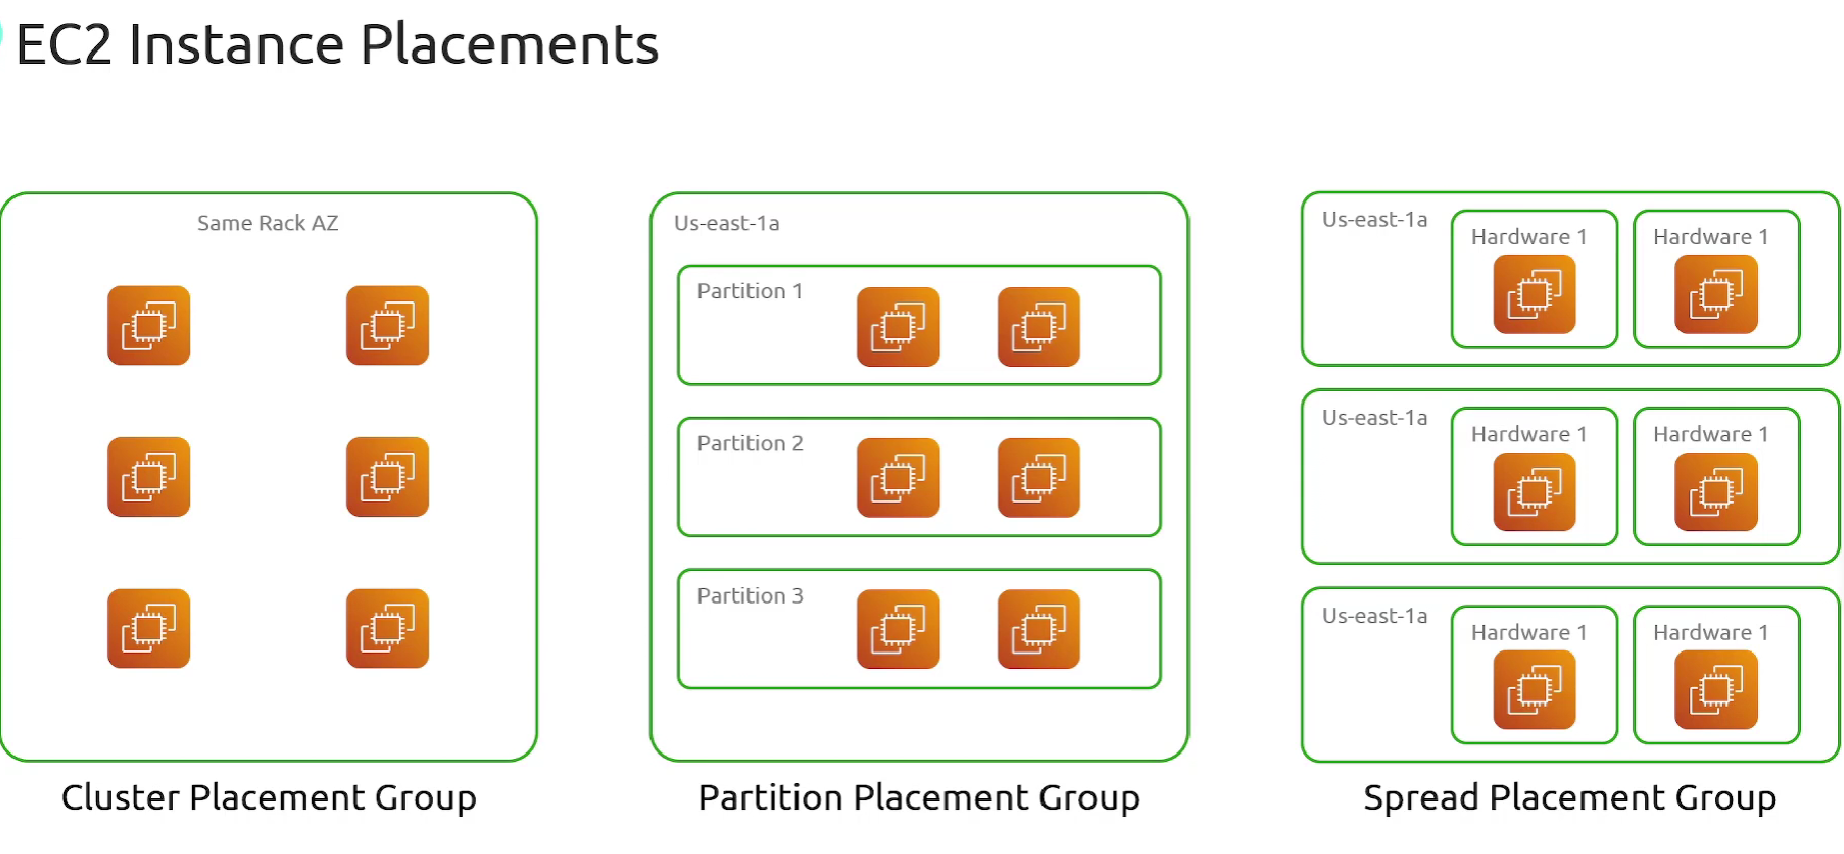 EC2 Instance Placements
Same Rack AZ
Cluster Placement Group
Us-east-1a
Partition 1
Partition 2
Partition 3
Partition Placement Group
Us-east-1a
Hardware 1
Hardware 1
Us-east-1a
Hardware 1
Hardware 1
Us-east-1a
Hardware 1
Hardware 1
Spread Placement Group